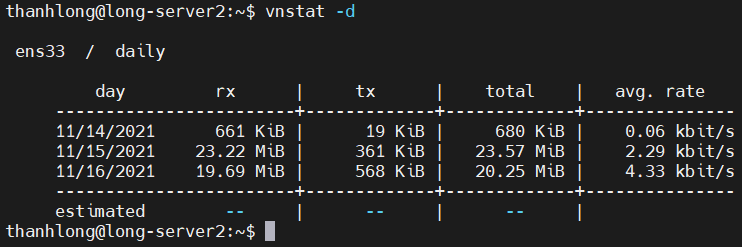 thanhlong@long-server2:~$ vnstat -d
ens33  /  daily
day        rx      |     tx      |    total    |   avg. rate
------------------------+-------------+-------------+---------------
11/14/2021      661 KiB |      19 KiB |     680 KiB |    0.06 kbit/s
11/15/2021    23.22 MiB |     361 KiB |   23.57 MiB |    2.29 kbit/s
11/16/2021    19.69 MiB |     568 KiB |   20.25 MiB |    4.33 kbit/s
------------------------+-------------+-------------+---------------
estimated        --     |      --     |      --     |
thanhlong@long-server2:~$